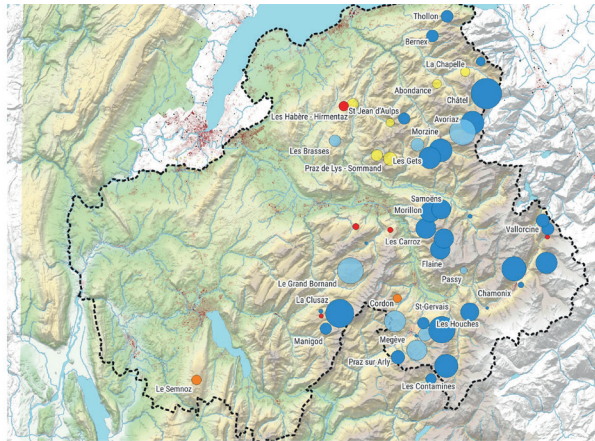 Thollon
Bernex
La Chapelle
Abondance
Châtel
St Jean d'Aulps
Les Habère - Hirmentaz
Avoriaz
Morzine
Les Brasses
Les Gets
Praz de Lys - Sommand
Samoëns
Morillon
Les Carroz
Vallorcine
Flaine
Passy
Le Grand Bornand
Chamonix
La Clusaz
Cordon
St-Gervais
Les Houches
Manigod
Megève
Praz sur Arly
Le Semnoz
Les Contamines